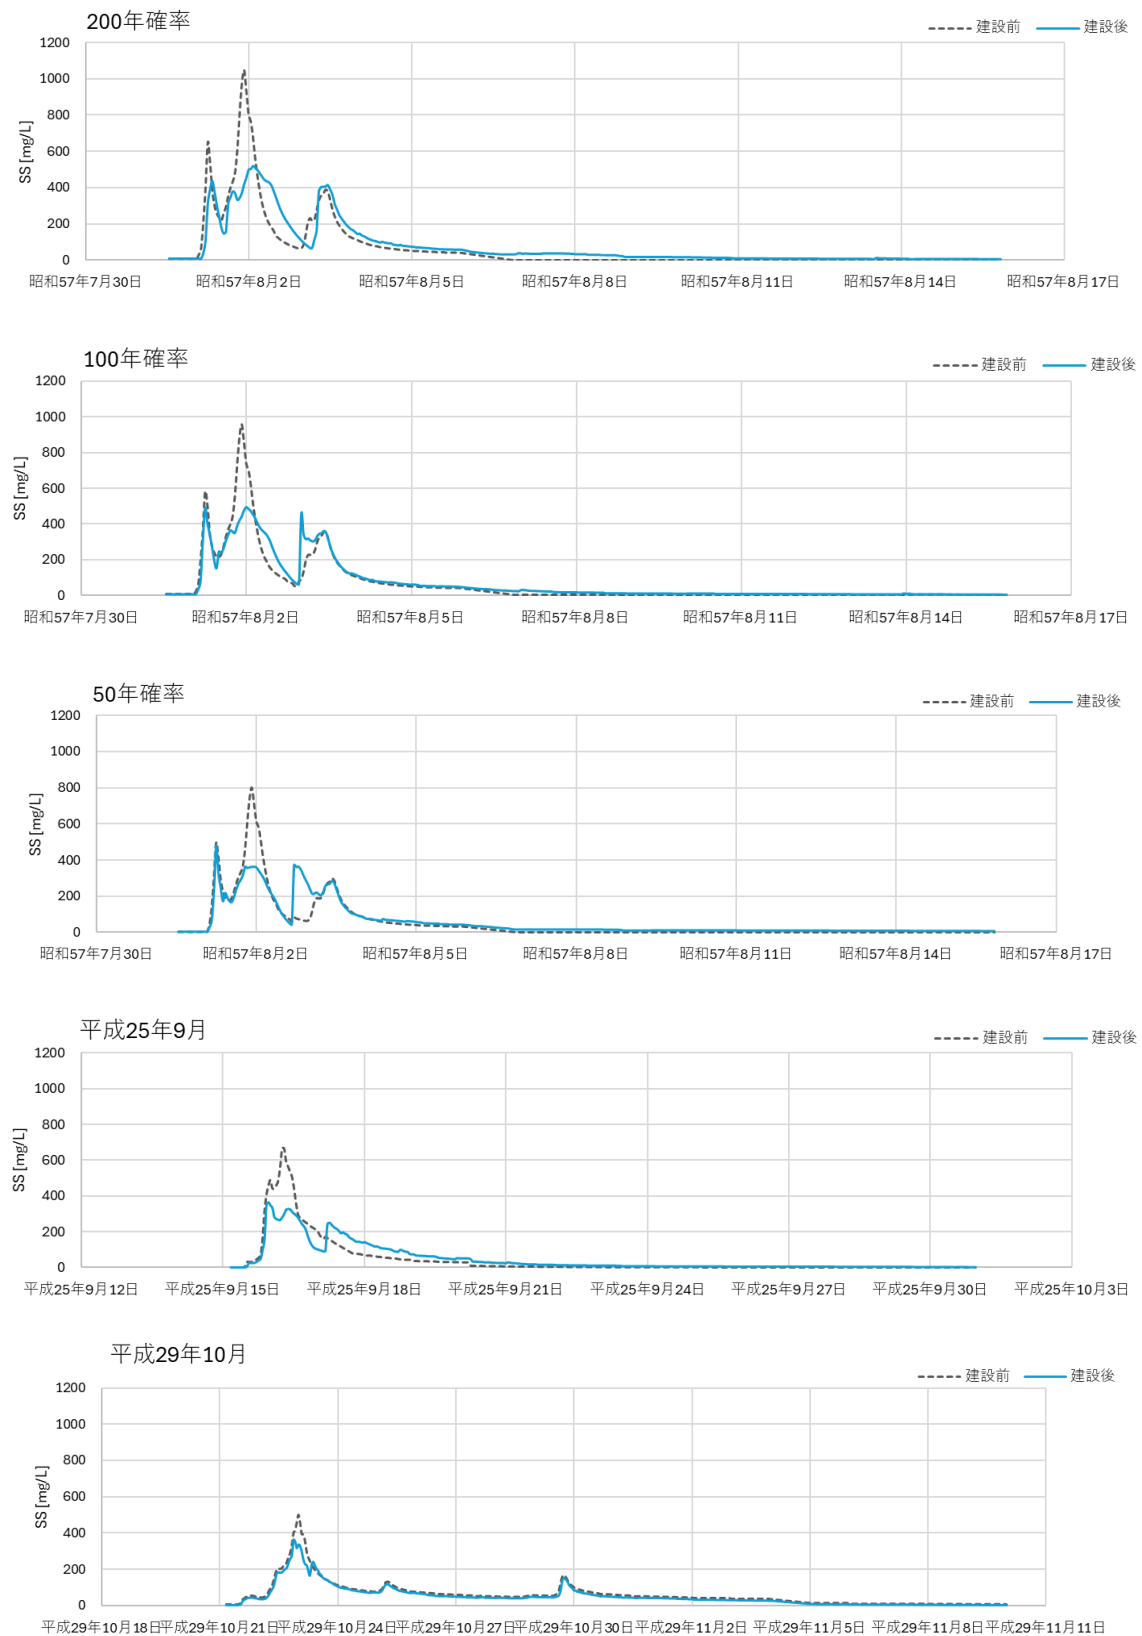 200年確率
建設前 建設後
1200
1000
800
600
400
200
0
SS [mg/L]
昭和57年7月30日 昭和57年8月2日 昭和57年8月5日 昭和57年8月8日 昭和57年8月11日 昭和57年8月14日 昭和57年8月17日
100年確率
建設前 建設後
1200
1000
800
600
400
200
0
SS [mg/L]
昭和57年7月30日 昭和57年8月2日 昭和57年8月5日 昭和57年8月8日 昭和57年8月11日 昭和57年8月14日 昭和57年8月17日
50年確率
建設前 建設後
1200
1000
800
600
400
200
0
SS [mg/L]
昭和57年7月30日 昭和57年8月2日 昭和57年8月5日 昭和57年8月8日 昭和57年8月11日 昭和57年8月14日 昭和57年8月17日
平成25年9月
建設前 建設後
1200
1000
800
600
400
200
0
SS [mg/L]
平成25年9月12日 平成25年9月15日 平成25年9月18日 平成25年9月21日 平成25年9月24日 平成25年9月27日 平成25年9月30日 平成25年10月3日
平成29年10月
建設前 建設後
1200
1000
800
600
400
200
0
SS [mg/L]
平成29年10月18日 平成29年10月21日 平成29年10月24日 平成29年10月27日 平成29年10月30日 平成29年11月2日 平成29年11月5日 平成29年11月8日 平成29年11月11日